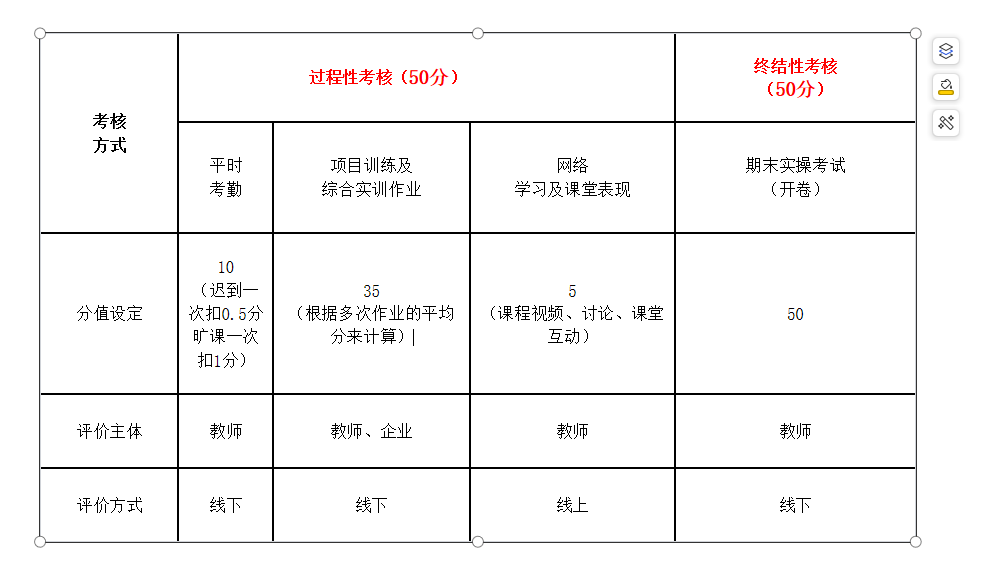 考核
方式
过程性考核（50分）
终结性考核
（50分）
平时
考勤
项目训练及
综合实训作业
网络
学习及课堂表现
期末实操考试
（开卷）
分值设定
10
（迟到一
次扣0.5分
旷课一次
扣1分）
35
（根据多次作业的平均
分来计算）
5
（课程视频、讨论、课堂
互动）
50
评价主体
教师
教师、企业
教师
教师
评价方式
线下
线下
线上
线下